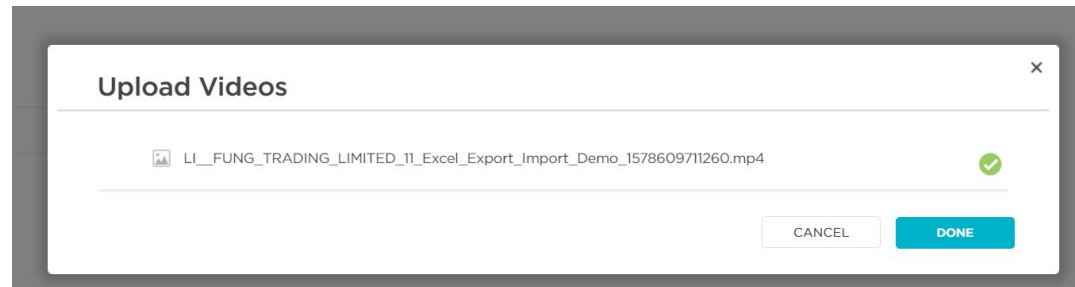 Upload Videos
LI__FUNG_TRADING_LIMITED_11_Excel_Export_Import_Demo_1578609711260.mp4
CANCEL
DONE